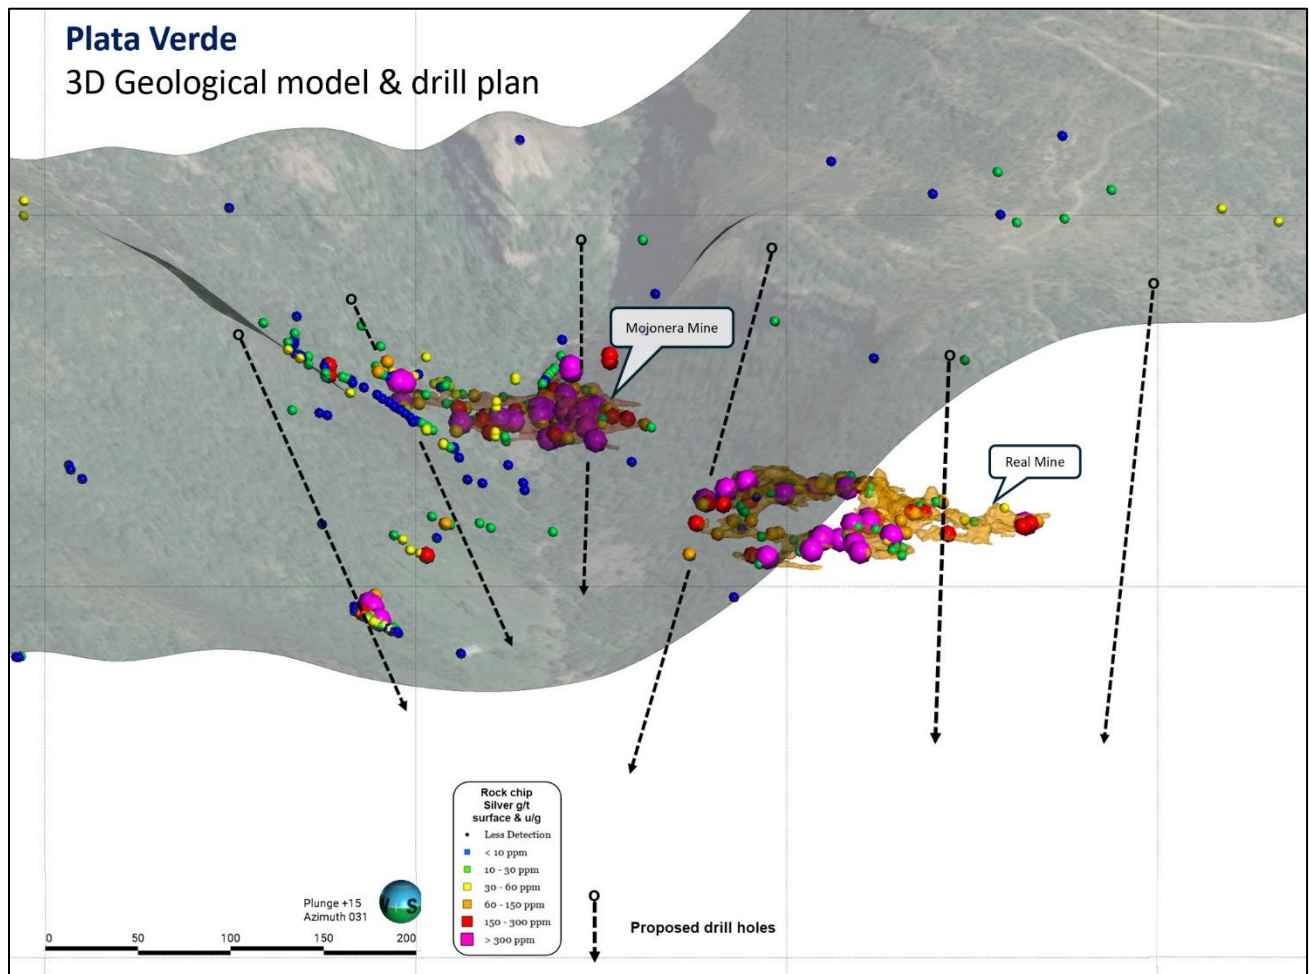 Plata Verde
3D Geological model & drill plan
Mojonera Mine
Real Mine
Rock chip
Silver g/t
surface & u/g
Less Detection
< 10 ppm
10 - 30 ppm
30 - 60 ppm
60 - 150 ppm
150 - 300 ppm
> 300 ppm
Plunge +15
Azimuth 031
S
0 50 100 150 200
Proposed drill holes